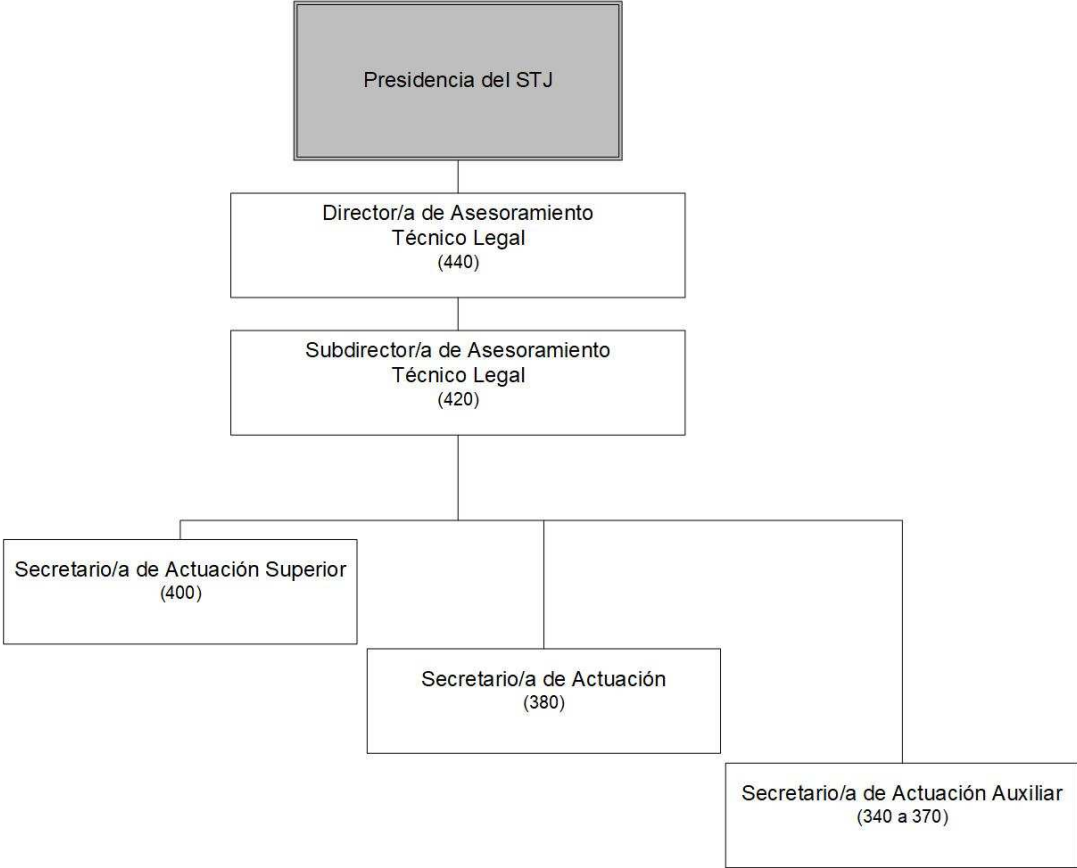 Presidencia del STJ
Director/a de Asesoramiento
Técnico Legal
(440)
Subdirector/a de Asesoramiento
Técnico Legal
(420)
Secretario/a de Actuación Superior
(400)
Secretario/a de Actuación
(380)
Secretario/a de Actuación Auxiliar
(340 a 370)